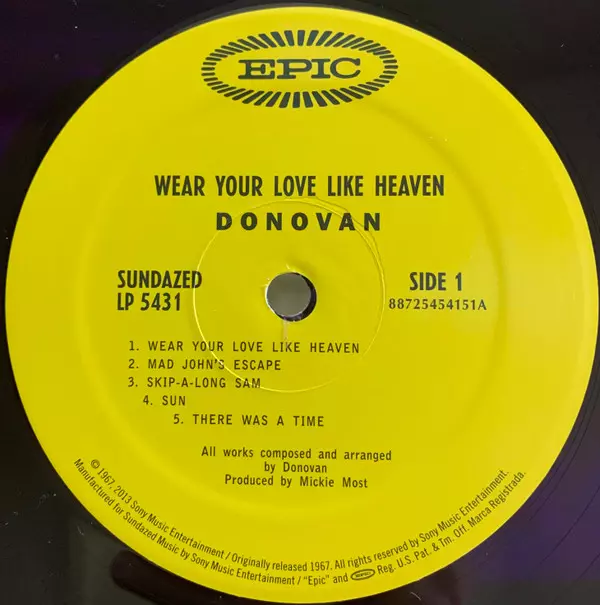 EPIC
WEAR YOUR LOVE LIKE HEAVEN
DONOVAN
SUNDAZED
LP 5431
SIDE 1
88725454151A
1. WEAR YOUR LOVE LIKE HEAVEN
2. MAD JOHN'S ESCAPE
3. SKIP-A-LONG SAM
4. SUN
5. THERE WAS A TIME
All works composed and arranged
by Donovan
Produced by Mickie Most
© 1967, 2013 Sony Music Entertainment / Originally released 1967. All rights reserved by Sony Music Entertainment.
Manufactured for Sundazed Music by Sony Music Entertainment / "Epic" and EPIC Reg. U.S. Pat. & Tm. Off. Marca Registrada.